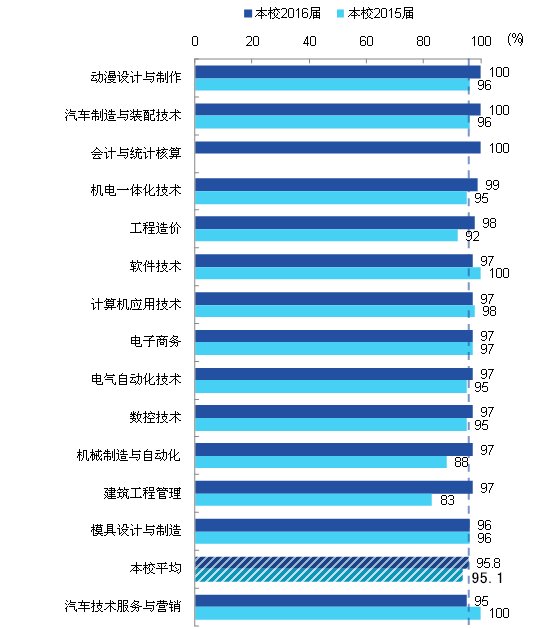 本校2016届 本校2015届
0 20 40 60 80 100 (%)
动漫设计与制作 100
96
汽车制造与装配技术 100
96
会计与统计核算 100
机电一体化技术 99
95
工程造价 98
92
软件技术 97
100
计算机应用技术 97
98
电子商务 97
97
电气自动化技术 97
95
数控技术 97
95
机械制造与自动化 97
88
建筑工程管理 97
83
模具设计与制造 96
96
本校平均 95.8
95.1
汽车技术服务与营销 95
100